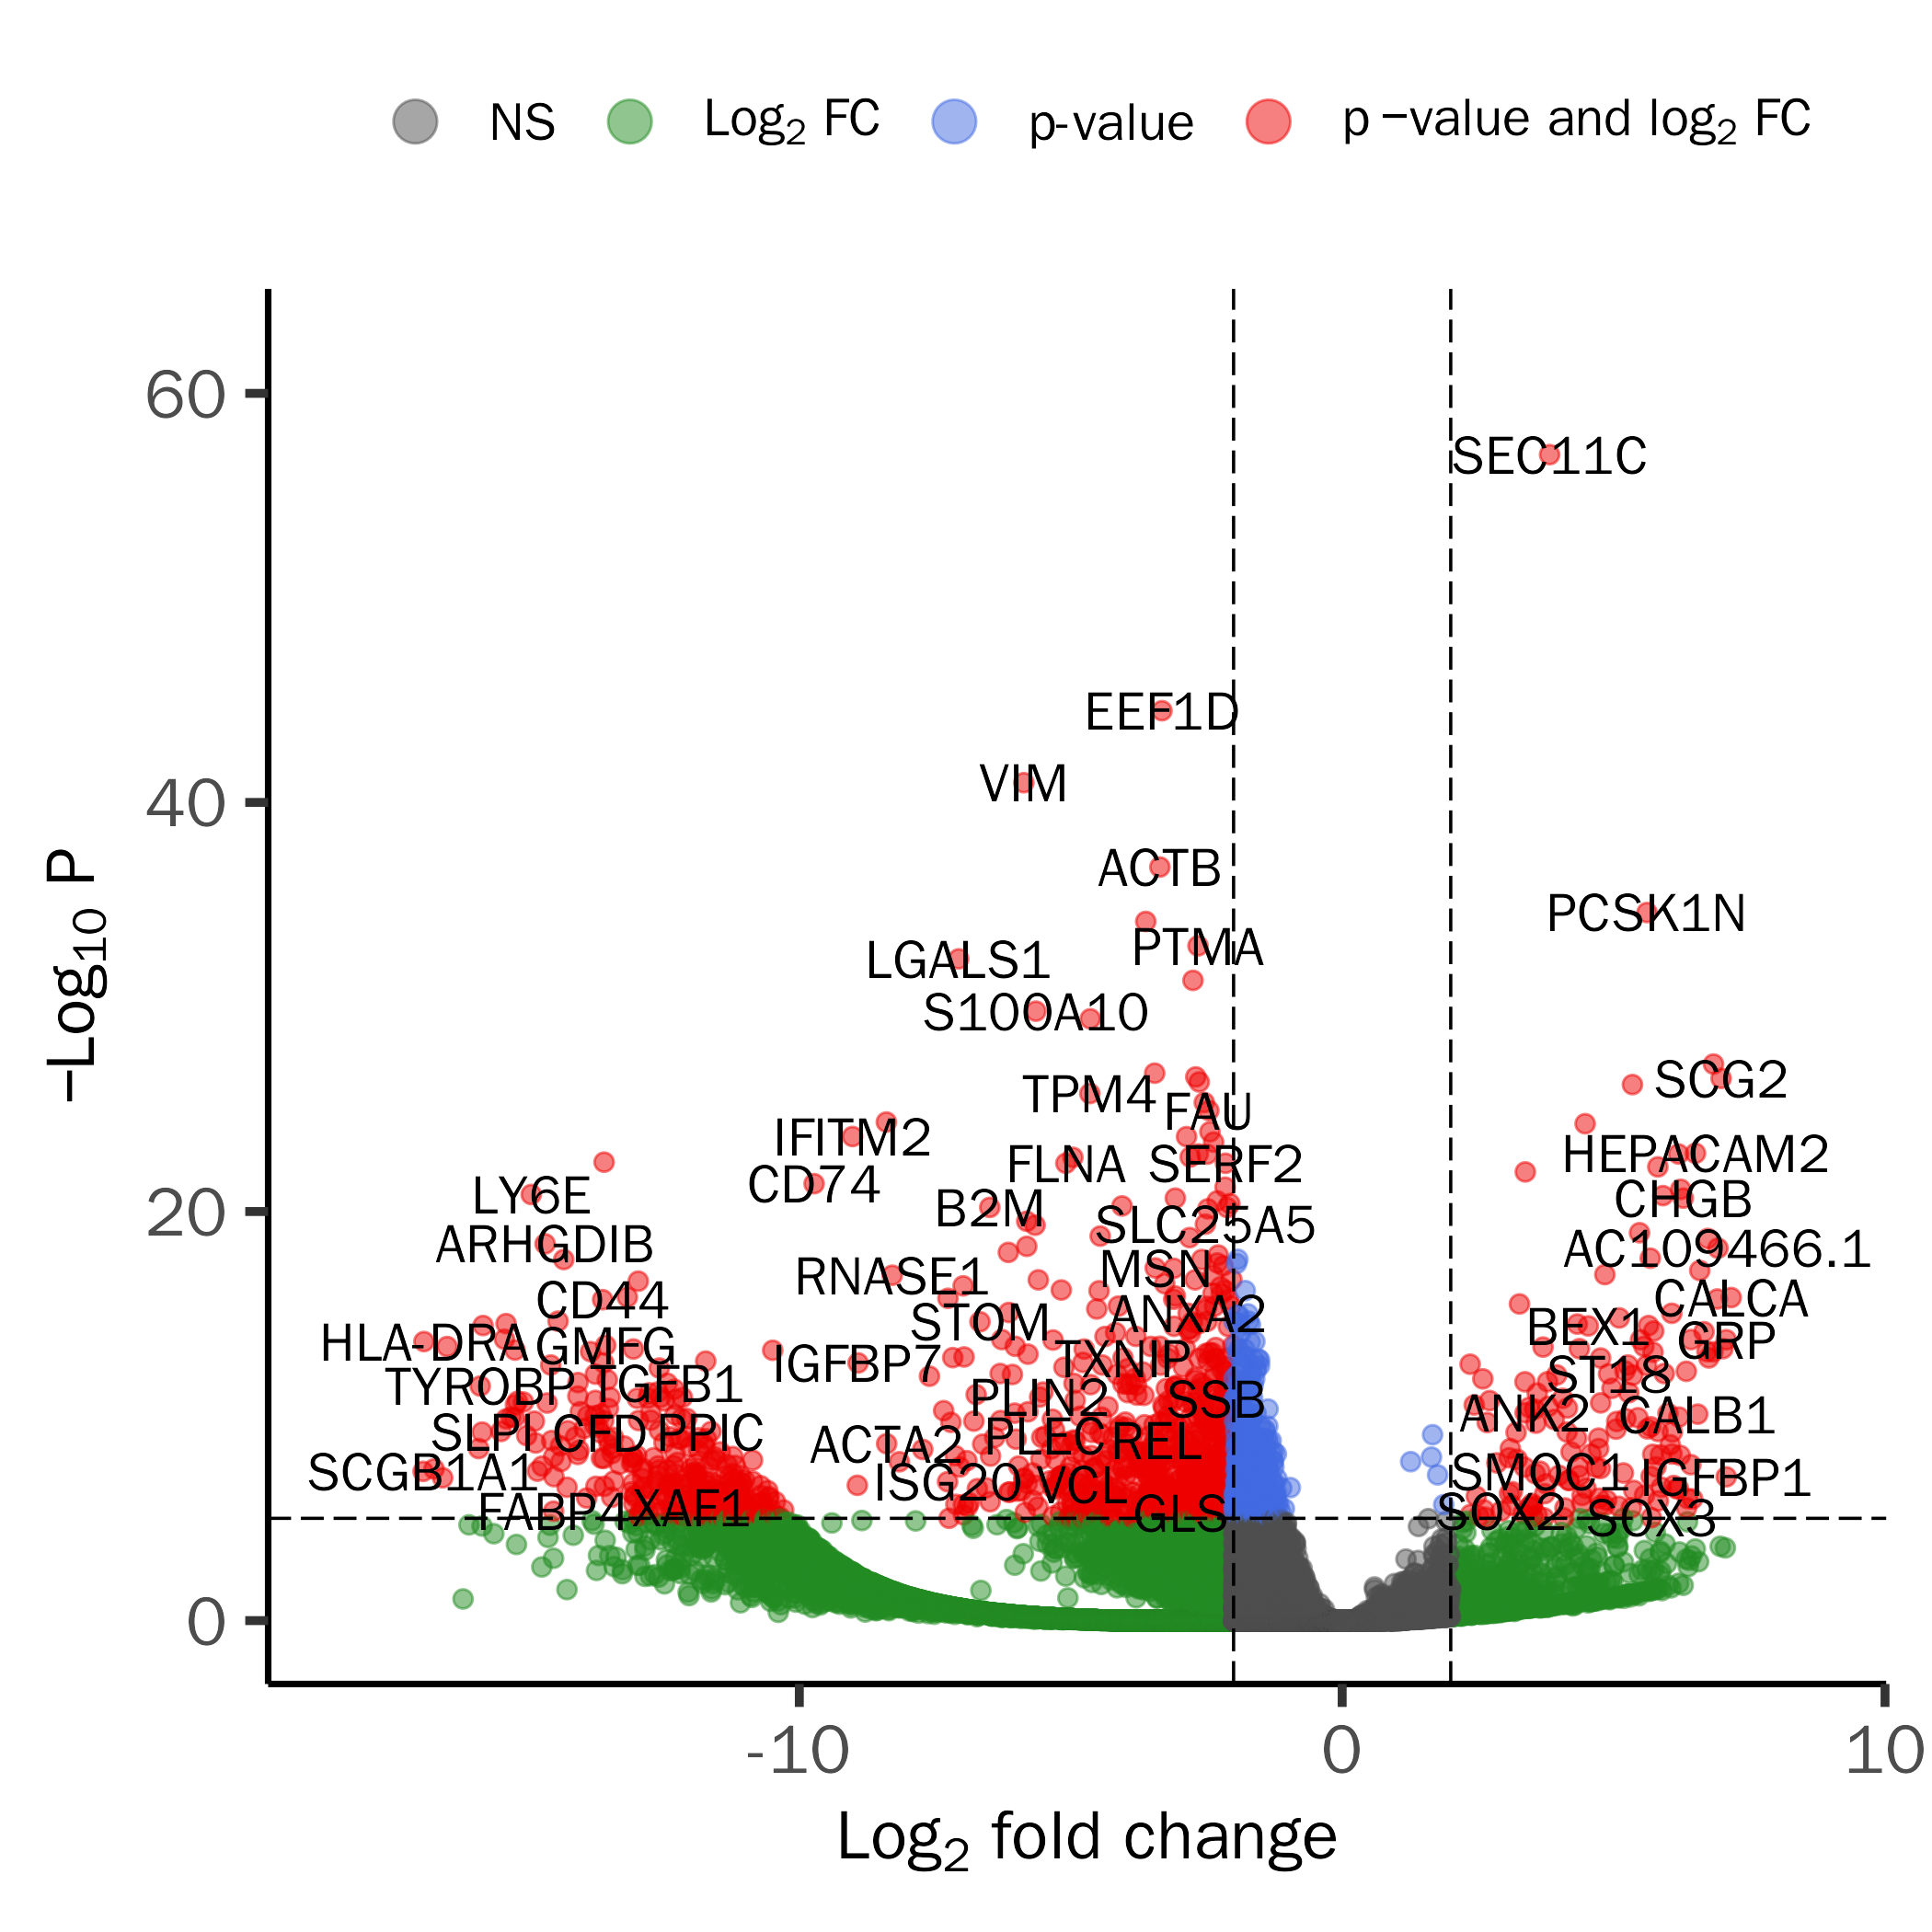 NS Log2 FC p-value p −value and log2 FC
60
SEC11C
EEF1D
VIM
40
ACTB
PCSK1N
PTMA
LGALS1
S100A10
SCG2
TPM4
FAU
IFITM2
HEPACAM2
FLNA SERF2
CD74
LY6E
CHGB
B2M
20
SLC25A5
ARHGDIB
AC109466.1
MSN
RNASE1
CD44
CALCA
ANXA2
STOM
BEX1
HLA-DRA
GRP
GMFG
TXNIP
IGFBP7
ST18
TYROBP
TGFB1
PLIN2
SSB
ANK2
CALB1
SLPI CFD PPIC
PLEC
REL
ACTA2
SCGB1A1
SMOC1
IGFBP1
ISG20
VCL
XAF1
FABP4
SOX2
GLS
SOX3
0
−Log10 P
-10 0 10
Log2 fold change